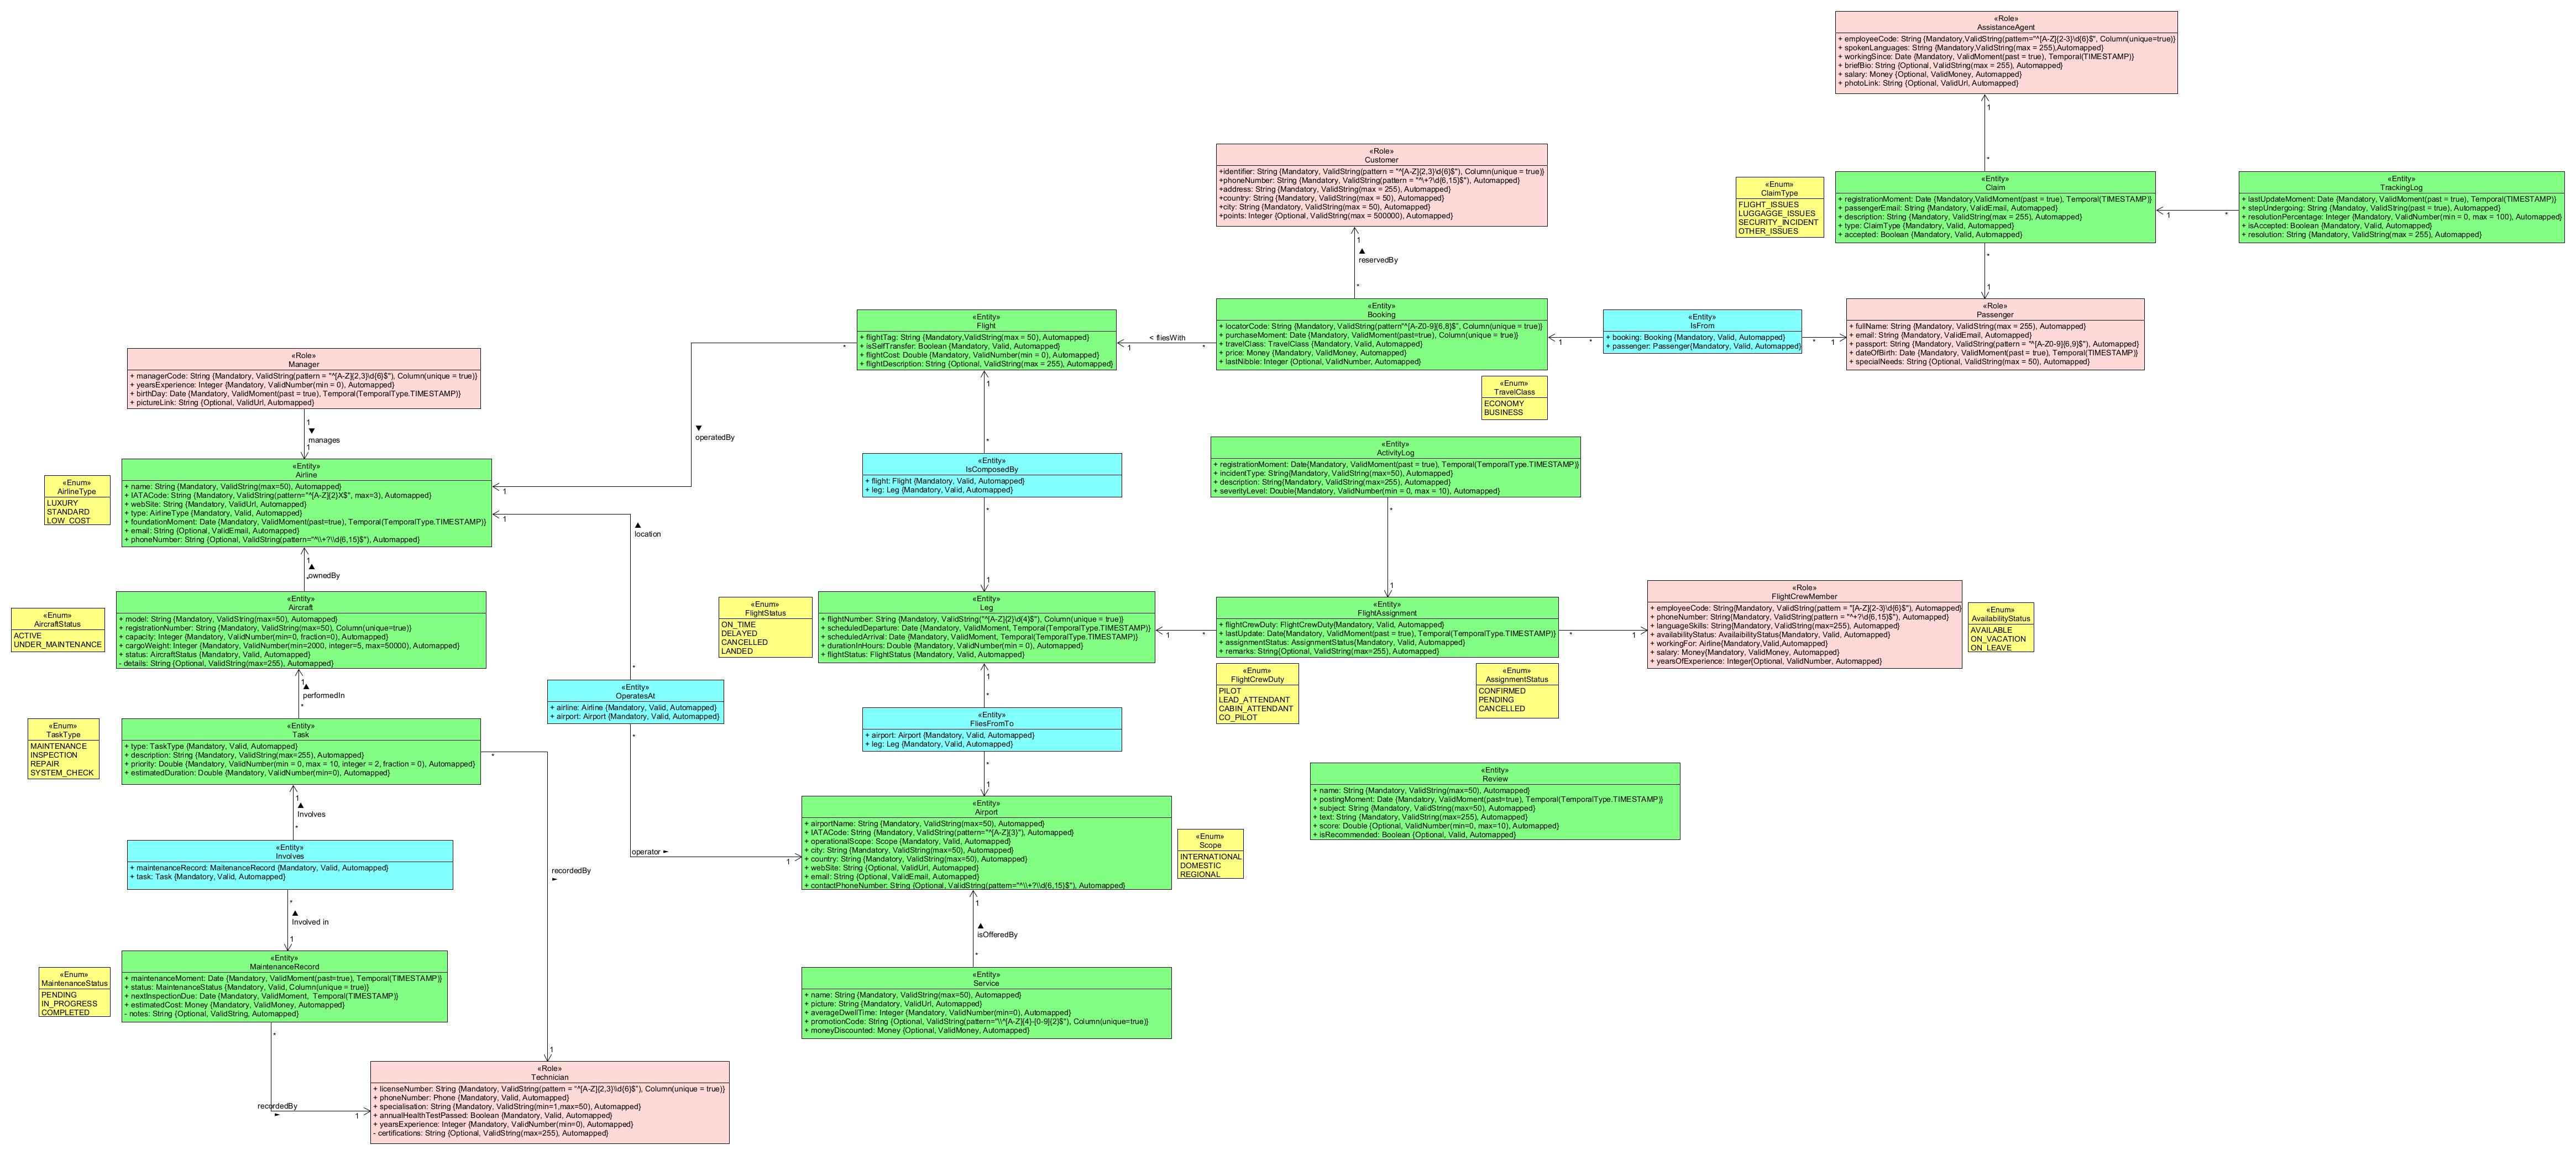 «Role»
AssistanceAgent
+ employeeCode: String {Mandatory,ValidString(pattern="^[A-Z]{2-3}\d{6}$", Column(unique=true)}
+ spokenLanguages: String {Mandatory,ValidString(max = 255),Automapped}
+ workingSince: Date {Mandatory, ValidMoment(past = true), Temporal(TIMESTAMP)}
+ briefBio: String {Optional, ValidString(max = 255), Automapped}
+ salary: Money {Optional, ValidMoney, Automapped}
+ photoLink: String {Optional, ValidUrl, Automapped}
1
*
«Role»
Customer
+identifier: String {Mandatory, ValidString(pattern = "^[A-Z]{2,3}\d{6}$"), Column(unique = true)}
+phoneNumber: String {Mandatory, ValidString(pattern = "^\+?\d{6,15}$"), Automapped}
+address: String {Mandatory, ValidString(max = 255), Automapped}
+country: String {Mandatory, ValidString(max = 50), Automapped}
+city: String {Mandatory, ValidString(max = 50), Automapped}
+points: Integer {Optional, ValidString(max = 500000), Automapped}
1
▲
reservedBy
*
«Enum»
ClaimType
FLIGHT_ISSUES
LUGGAGGE_ISSUES
SECURITY_INCIDENT
OTHER_ISSUES
«Entity»
Claim
+ registrationMoment: Date {Mandatory,ValidMoment(past = true), Temporal(TIMESTAMP)}
+ passengerEmail: String {Mandatory, ValidEmail, Automapped}
+ description: String {Mandatory, ValidString(max = 255), Automapped}
+ type: ClaimType {Mandatory, Valid, Automapped}
+ accepted: Boolean {Mandatory, Valid, Automapped}
1
*
«Entity»
TrackingLog
+ lastUpdateMoment: Date {Mandatory, ValidMoment(past = true), Temporal(TIMESTAMP)}
+ stepUndergoing: String {Mandatoy, ValidString(past = true), Automapped}
+ resolutionPercentage: Integer {Mandatory, ValidNumber(min = 0, max = 100), Automapped}
+ isAccepted: Boolean {Mandatory, Valid, Automapped}
+ resolution: String {Mandatory, ValidString(max = 255), Automapped}
*
1
«Entity»
Flight
+ flightTag: String {Mandatory,ValidString(max = 50), Automapped}
+ isSelfTransfer: Boolean {Mandatory, Valid, Automapped}
+ flightCost: Double {Mandatory, ValidNumber(min = 0), Automapped}
+ flightDescription: String {Optional, ValidString(max = 255), Automapped}
*
1
< fliesWith
*
«Entity»
Booking
+ locatorCode: String {Mandatory, ValidString(pattern"^[A-Z0-9]{6,8}$", Column(unique = true)}
+ purchaseMoment: Date {Mandatory, ValidMoment(past=true), Column(unique = true)}
+ travelClass: TravelClass {Mandatory, Valid, Automapped}
+ price: Money {Mandatory, ValidMoney, Automapped}
+ lastNibble: Integer {Optional, ValidNumber, Automapped}
1
*
«Entity»
IsFrom
+ booking: Booking {Mandatory, Valid, Automapped}
+ passenger: Passenger{Mandatory, Valid, Automapped}
*
1
«Role»
Passenger
+ fullName: String {Mandatory, ValidString(max = 255), Automapped}
+ email: String {Mandatory, ValidEmail, Automapped}
+ passport: String {Mandatory, ValidString(pattern = "^[A-Z0-9]{6,9}$"), Automapped}
+ dateOfBirth: Date {Mandatory, ValidMoment(past = true), Temporal(TIMESTAMP)}
+ specialNeeds: String {Mandatory, ValidString(max = 50), Automapped}
«Enum»
TravelClass
ECONOMY
BUSINESS
«Role»
Manager
+ managerCode: String {Mandatory, ValidString(pattern = "^[A-Z]{2,3}\d{6}$"), Column(unique = true)}
+ yearsExperience: Integer {Mandatory, ValidNumber(min = 0), Automapped}
+ birthDay: Date {Mandatory, ValidMoment(past = true), Temporal(TemporalType.TIMESTAMP)}
+ pictureLink: String {Optional, ValidUrl, Automapped}
1
▼
manages
1
▼
operatedBy
1
«Enum»
AirlineType
LUXURY
STANDARD
LOW_COST
«Entity»
Airline
+ name: String {Mandatory, ValidString(max=50), Automapped}
+ IATACode: String {Mandatory, ValidString(pattern="^[A-Z]{2}X$", max=3), Automapped}
+ webSite: String {Mandatory, ValidUrl, Automapped}
+ type: AirlineType {Mandatory, Valid, Automapped}
+ foundationMoment: Date {Mandatory, ValidMoment(past=true), Temporal(TemporalType.TIMESTAMP)}
+ email: String {Optional, ValidEmail, Automapped}
+ phoneNumber: String {Optional, ValidString(pattern="^\\+?\\d{6,15}$"), Automapped}
1
▲
location
*
1
▲
ownedBy
*
1
*
«Entity»
IsComposedBy
+ flight: Flight {Mandatory, Valid, Automapped}
+ leg: Leg {Mandatory, Valid, Automapped}
*
1
«Entity»
ActivityLog
+ registrationMoment: Date{Mandatory, ValidMoment(past = true), Temporal(TemporalType.TIMESTAMP)}
+ incidentType: String{Mandatory, ValidString(max=50), Automapped}
+ description: String{Mandatory, ValidString(max=255), Automapped}
+ severityLevel: Double{Mandatory, ValidNumber(min = 0, max = 10), Automapped}
*
1
«Enum»
AircraftStatus
ACTIVE
UNDER_MAINTENANCE
«Entity»
Aircraft
+ model: String {Mandatory, ValidString(max=50), Automapped}
+ registrationNumber: String {Mandatory, ValidString(max=50), Column(unique=true)}
+ capacity: Integer {Mandatory, ValidNumber(min=0, fraction=0), Automapped}
+ cargoWeight: Integer {Mandatory, ValidNumber(min=2000, integer=5, max=50000), Automapped}
+ status: AircraftStatus {Mandatory, Valid, Automapped}
- details: String {Optional, ValidString(max=255), Automapped}
1
▲
performedIn
*
«Enum»
FlightStatus
ON_TIME
DELAYED
CANCELLED
LANDED
«Entity»
Leg
+ flightNumber: String {Mandatory, ValidString("^[A-Z]{2}\d{4}$"), Column(unique = true)}
+ scheduledDeparture: Date {Mandatory, ValidMoment, Temporal(TemporalType.TIMESTAMP)}
+ scheduledArrival: Date {Mandatory, ValidMoment, Temporal(TemporalType.TIMESTAMP)}
+ durationInHours: Double {Mandatory, ValidNumber(min = 0), Automapped}
+ flightStatus: FlightStatus {Mandatory, Valid, Automapped}
1
*
«Entity»
FlightAssignment
+ flightCrewDuty: FlightCrewDuty{Mandatory, Valid, Automapped}
+ lastUpdate: Date{Mandatory, ValidMoment(past = true), Temporal(TemporalType.TIMESTAMP)}
+ assignmentStatus: AssignmentStatus{Mandatory, Valid, Automapped}
+ remarks: String{Optional, ValidString(max=255), Automapped}
*
1
«Role»
FlightCrewMember
+ employeeCode: String{Mandatory, ValidString(pattern = "[A-Z]{2-3}\d{6}$"), Automapped}
+ phoneNumber: String{Mandatory, ValidString(pattern = "^+?\d{6,15}$"), Automapped}
+ languageSkills: String{Mandatory, ValidString(max=255), Automapped}
+ availabilityStatus: AvailabilityStatus{Mandatory, Valid, Automapped}
+ workingFor: Airline{Mandatory,Valid,Automapped}
+ salary: Money{Mandatory, ValidMoney, Automapped}
+ yearsOfExperience: Integer{Optional, ValidNumber, Automapped}
«Enum»
AvailabilityStatus
AVAILABLE
ON_VACATION
ON_LEAVE
«Enum»
FlightCrewDuty
PILOT
LEAD_ATTENDANT
CABIN_ATTENDANT
CO_PILOT
«Enum»
AssignmentStatus
CONFIRMED
PENDING
CANCELLED
«Entity»
OperatesAt
+ airline: Airline {Mandatory, Valid, Automapped}
+ airport: Airport {Mandatory, Valid, Automapped}
*
operator ►
1
1
*
«Entity»
FliesFromTo
+ airport: Airport {Mandatory, Valid, Automapped}
+ leg: Leg {Mandatory, Valid, Automapped}
*
1
«Enum»
TaskType
MAINTENANCE
INSPECTION
REPAIR
SYSTEM_CHECK
«Entity»
Task
+ type: TaskType {Mandatory, Valid, Automapped}
+ description: String {Mandatory, ValidString(max=255), Automapped}
+ priority: Double {Mandatory, ValidNumber(min = 0, max = 10, integer = 2, fraction = 0), Automapped}
+ estimatedDuration: Double {Mandatory, ValidNumber(min=0), Automapped}
*
1
▲
Involves
*
recordedBy
►
1
«Entity»
Airport
+ airportName: String {Mandatory, ValidString(max=50), Automapped}
+ IATACode: String {Mandatory, ValidString(pattern="^[A-Z]{3}"), Automapped}
+ operationalScope: Scope {Mandatory, Valid, Automapped}
+ city: String {Mandatory, ValidString(max=50), Automapped}
+ country: String {Mandatory, ValidString(max=50), Automapped}
+ webSite: String {Optional, ValidUrl, Automapped}
+ email: String {Optional, ValidEmail, Automapped}
+ contactPhoneNumber: String {Optional, ValidString(pattern="^\\+?\\d{6,15}$"), Automapped}
«Enum»
Scope
INTERNATIONAL
DOMESTIC
REGIONAL
«Entity»
Review
+ name: String {Mandatory, ValidString(max=50), Automapped}
+ postingMoment: Date {Mandatory, ValidMoment(past=true), Temporal(TemporalType.TIMESTAMP)}
+ subject: String {Mandatory, ValidString(max=50), Automapped}
+ text: String {Mandatory, ValidString(max=255), Automapped}
+ score: Double {Optional, ValidNumber(min=0, max=10), Automapped}
+ isRecommended: Boolean {Optional, Valid, Automapped}
«Entity»
Involves
+ maintenanceRecord: MaitenanceRecord {Mandatory, Valid, Automapped}
+ task: Task {Mandatory, Valid, Automapped}
*
▲
Involved in
1
1
▲
isOfferedBy
*
«Enum»
MaintenanceStatus
PENDING
IN_PROGRESS
COMPLETED
«Entity»
MaintenanceRecord
+ maintenanceMoment: Date {Mandatory, ValidMoment(past=true), Temporal(TIMESTAMP)}
+ status: MaintenanceStatus {Mandatory, Valid, Column(unique = true)}
+ nextInspectionDue: Date {Mandatory, ValidMoment, Temporal(TIMESTAMP)}
+ estimatedCost: Money {Mandatory, ValidMoney, Automapped}
- notes: String {Optional, ValidString, Automapped}
*
recordedBy
►
1
«Entity»
Service
+ name: String {Mandatory, ValidString(max=50), Automapped}
+ picture: String {Mandatory, ValidUrl, Automapped}
+ averageDwellTime: Integer {Mandatory, ValidNumber(min=0), Automapped}
+ promotionCode: String {Optional, ValidString(pattern="\\^[A-Z]{4}-[0-9]{2}$"), Column(unique=true)}
+ moneyDiscounted: Money {Optional, ValidMoney, Automapped}
«Role»
Technician
+ licenseNumber: String {Mandatory, ValidString(pattern = "^[A-Z]{2,3}\\d{6}$"), Column(unique = true)}
+ phoneNumber: Phone {Mandatory, Valid, Automapped}
+ specialisation: String {Mandatory, ValidString(min=1,max=50), Automapped}
+ annualHealthTestPassed: Boolean {Mandatory, Valid, Automapped}
+ yearsExperience: Integer {Mandatory, ValidNumber(min=0), Automapped}
- certifications: String {Optional, ValidString(max=255), Automapped}